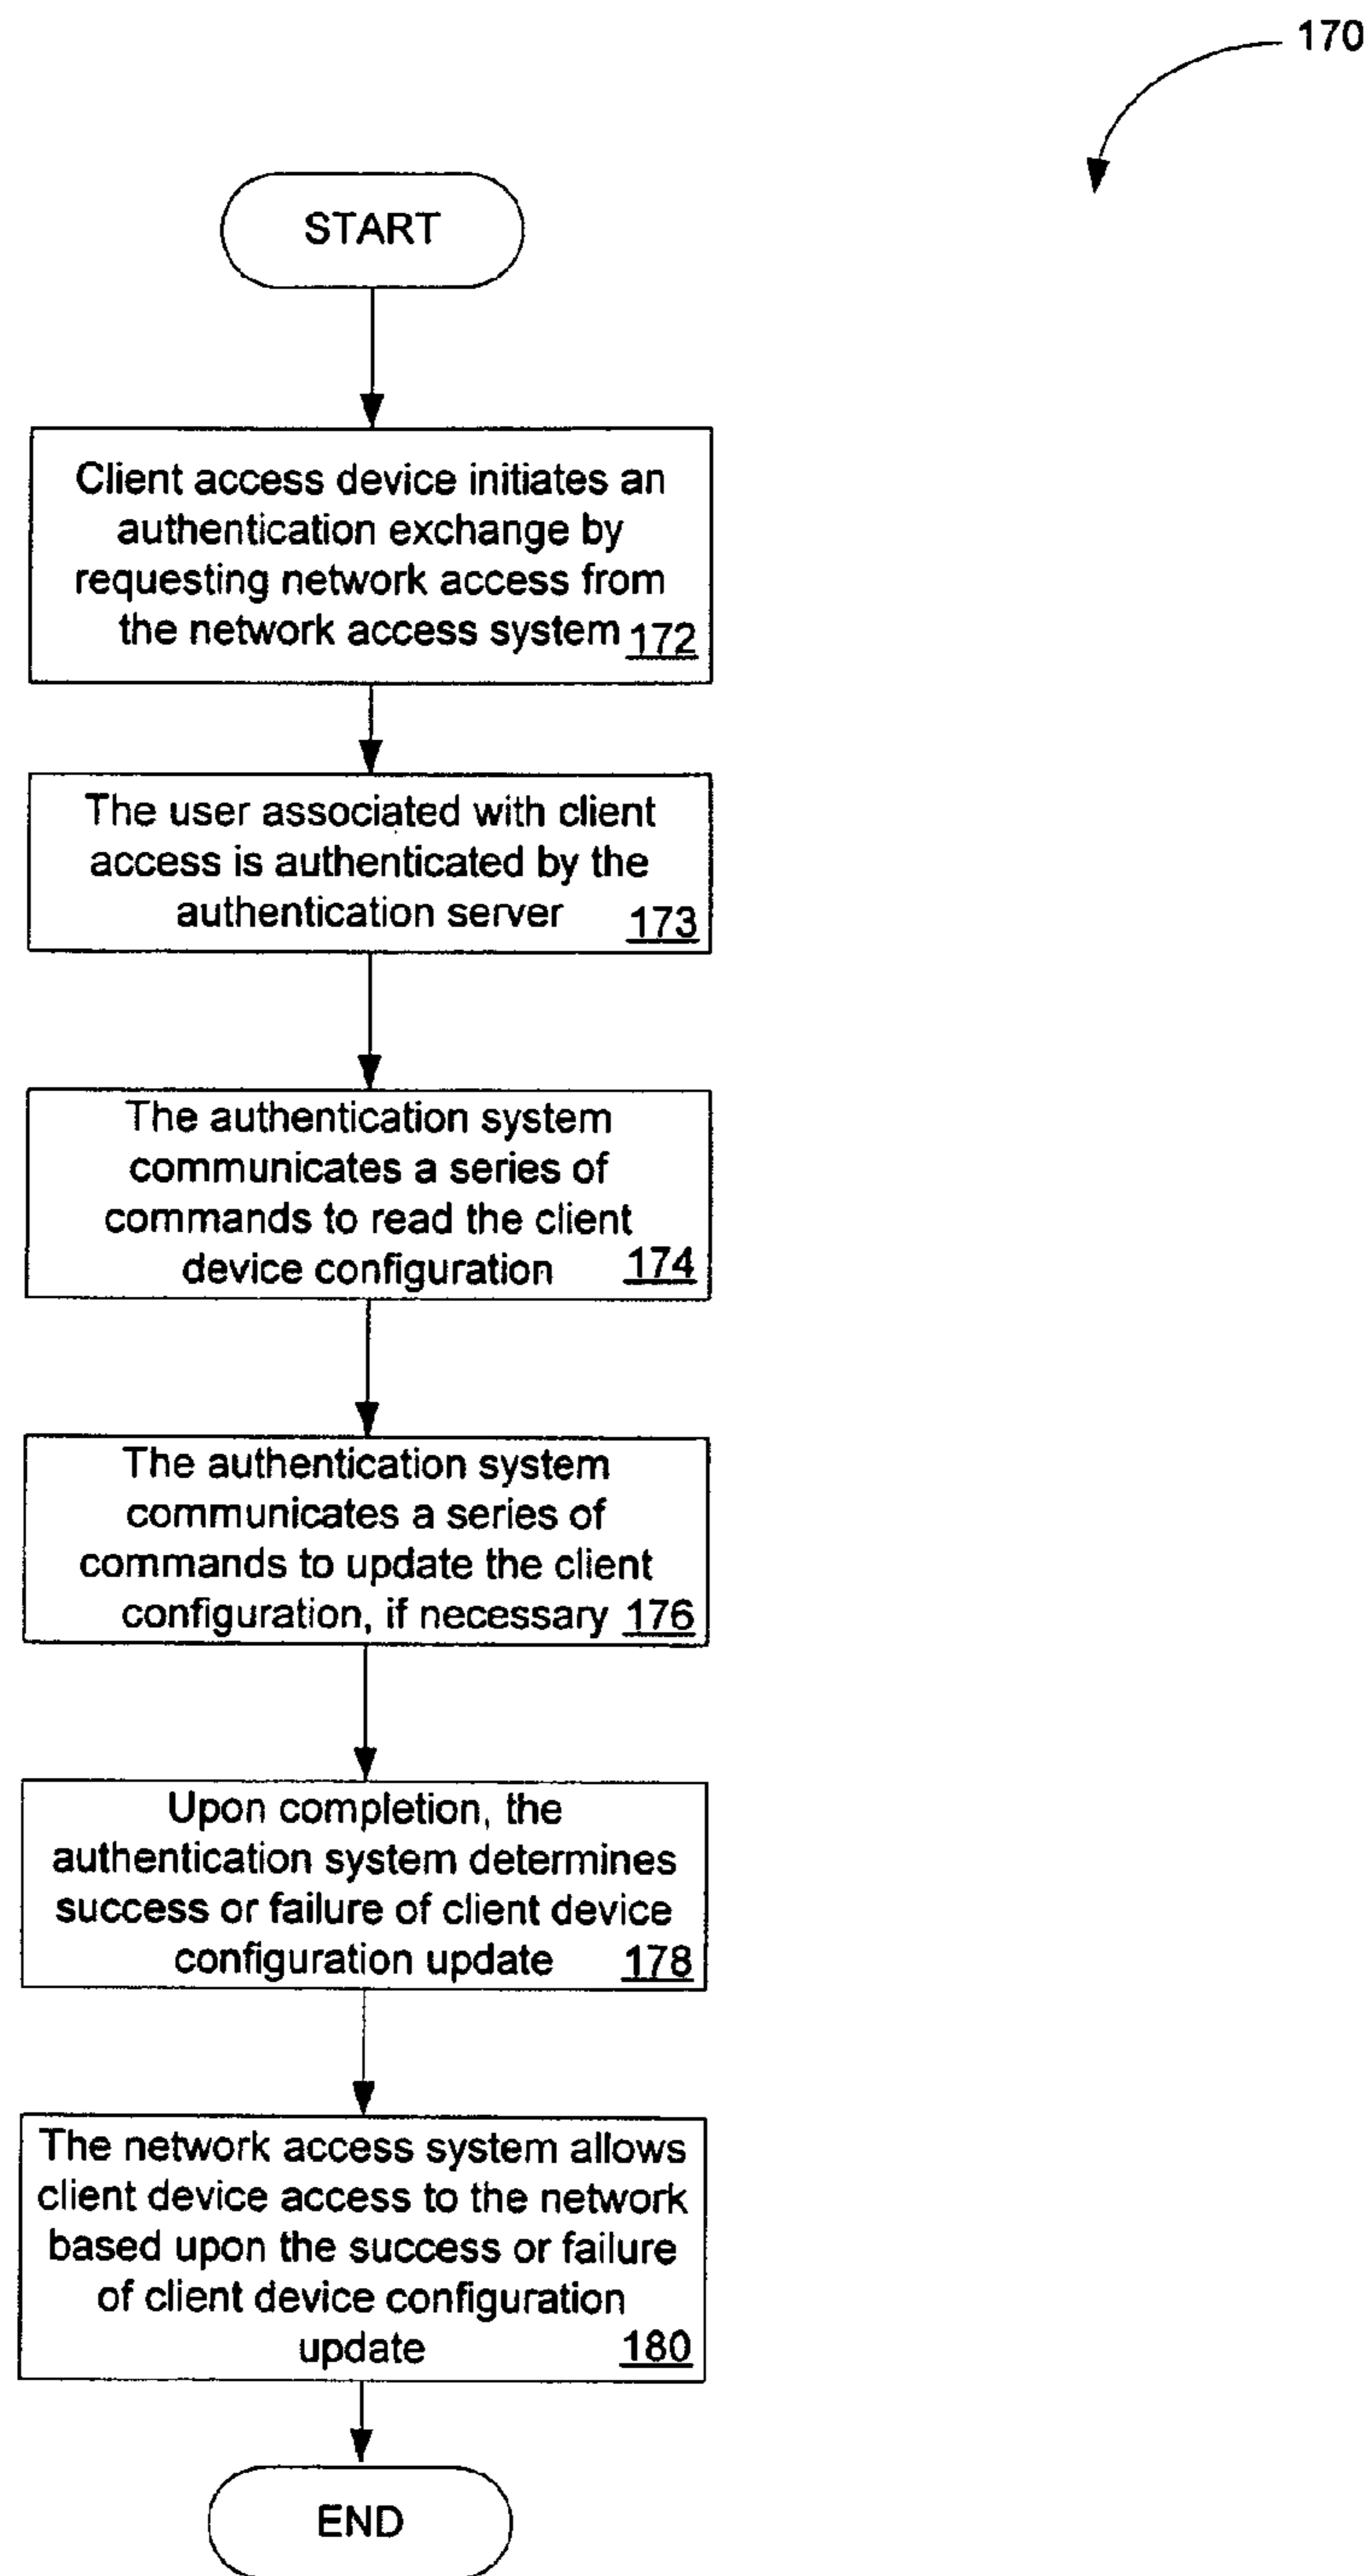 170
START
Client access device initiates an
authentication exchange by
requesting network access from
the network access system 172
The user associated with client
access is authenticated by the
authentication server 173
The authentication system
communicates a series of
commands to read the client
device configuration 174
The authentication system
communicates a series of
commands to update the client
configuration, if necessary 176
Upon completion, the
authentication system determines
success or failure of client device
configuration update 178
The network access system allows
client device access to the network
based upon the success or failure
of client device configuration
update 180
END